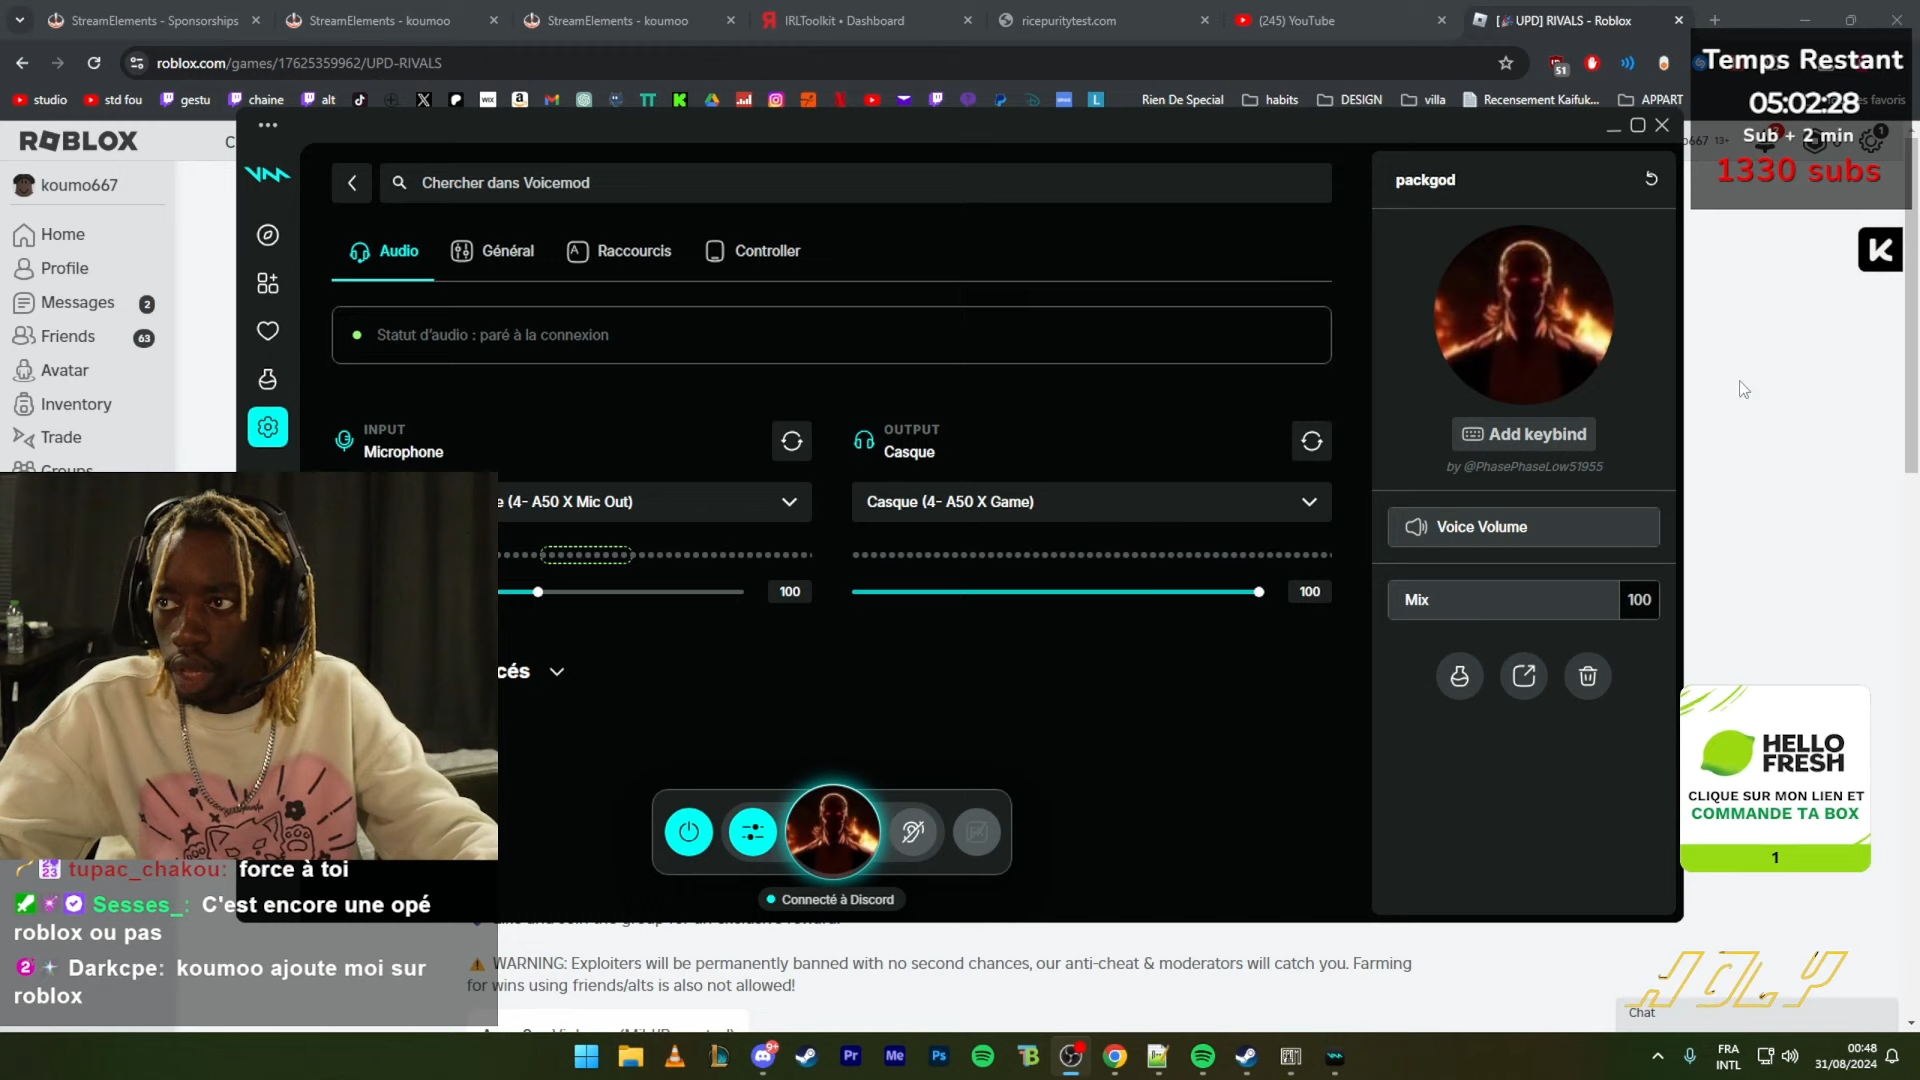 StreamElements - Sponsorships
StreamElements - koumoo
StreamElements - koumoo
IRLToolkit • Dashboard
ricepuritytest.com
(245) YouTube
[🎉UPD] RIVALS - Roblox
roblox.com/games/17625359962/UPD-RIVALS
51
studio
std fou
gestu
chaine
alt
Rien De Special
habits
DESIGN
villa
Recensement Kaifuk...
APPART
Temps Restant
05:02:28
Sub + 2 min
1330 subs
ROBLOX
koumo667
Home
Profile
Messages 2
Friends 63
Avatar
Inventory
Trade
Groups
Chercher dans Voicemod
Audio
Général
Raccourcis
Controller
Statut d'audio : paré à la connexion
INPUT
Microphone
OUTPUT
Casque
(4- A50 X Mic Out)
Casque (4- A50 X Game)
100
100
cés
Connecté à Discord
packgod
Add keybind
by @PhasePhaseLow51955
Voice Volume
Mix 100
K
HELLO
FRESH
CLIQUE SUR MON LIEN ET
COMMANDE TA BOX
1
tupac_chakou: force à toi
Sesses_: C'est encore une opé
roblox ou pas
Darkcpe: koumoo ajoute moi sur
roblox
WARNING: Exploiters will be permanently banned with no second chances, our anti-cheat & moderators will catch you. Farming
for wins using friends/alts is also not allowed!
HOLY
Chat
FRA
INTL
00:48
31/08/2024